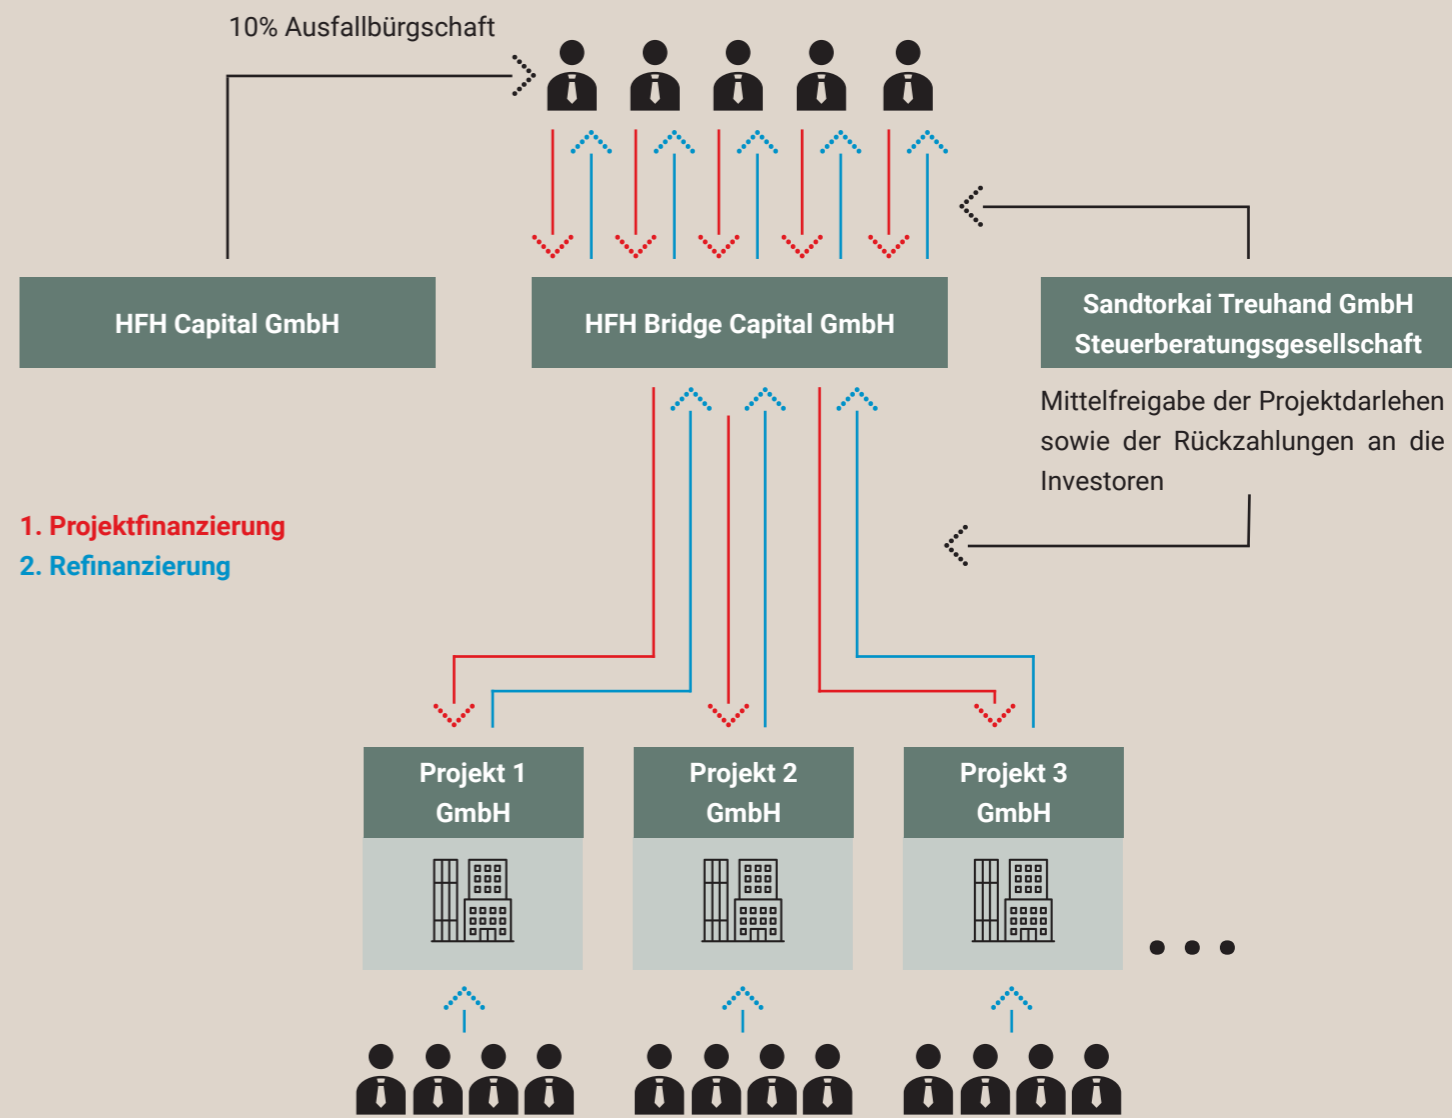 10% Ausfallbürgschaft
HFH Capital GmbH
HFH Bridge Capital GmbH
Sandtorkai Treuhand GmbH
Steuerberatungsgesellschaft
Mittelfreigabe der Projektdarlehen
sowie der Rückzahlungen an die
Investoren
1. Projektfinanzierung
2. Refinanzierung
Projekt 1
GmbH
Projekt 2
GmbH
Projekt 3
GmbH